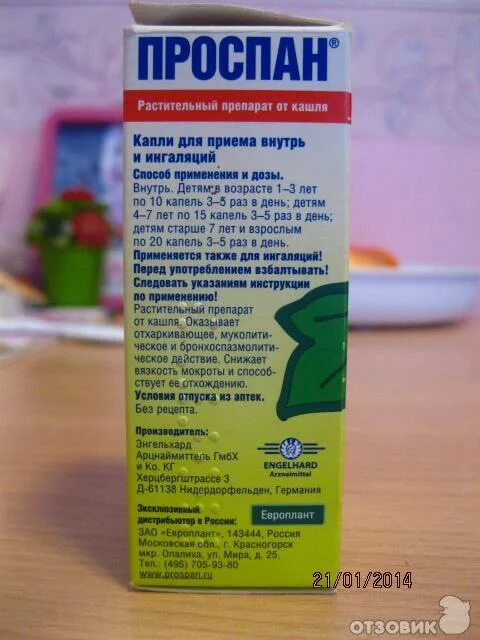 ПРОСПАН®
Растительный препарат от кашля
Капли для приема внутрь
и ингаляций
Способ применения и дозы.
Внутрь. Детям в возрасте 1–3 лет
по 10 капель 3–5 раз в день; детям
4–7 лет по 15 капель 3–5 раз в день;
детям старше 7 лет и взрослым
по 20 капель 3–5 раз в день.
Применяется также для ингаляций!
Перед употреблением взбалтывать!
Следовать указаниям инструкции
по применению!
Растительный препарат
от кашля. Оказывает
отхаркивающее, муколити-
ческое и бронхоспазмолити-
ческое действие. Снижает
вязкость мокроты и способ-
ствует ее отхождению.
Условия отпуска из аптек.
Без рецепта.
Производитель:
Энгельхард
Арцнаймиттель ГмбХ
и Ко. КГ
Херцбергштрассе 3
Д-61138 Нидердорфельден, Германия
ENGELHARD
Arzneimittel
Эксклюзивный
дистрибьютор в России:
Европлант
ЗАО «Европлант», 143444, Россия
Московская обл., г. Красногорск
мкр. Опалиха, ул. Мира, д. 25.
Тел.: (495) 705-93-80
www.prospan.ru
21/01/2014
ОТЗОВИК